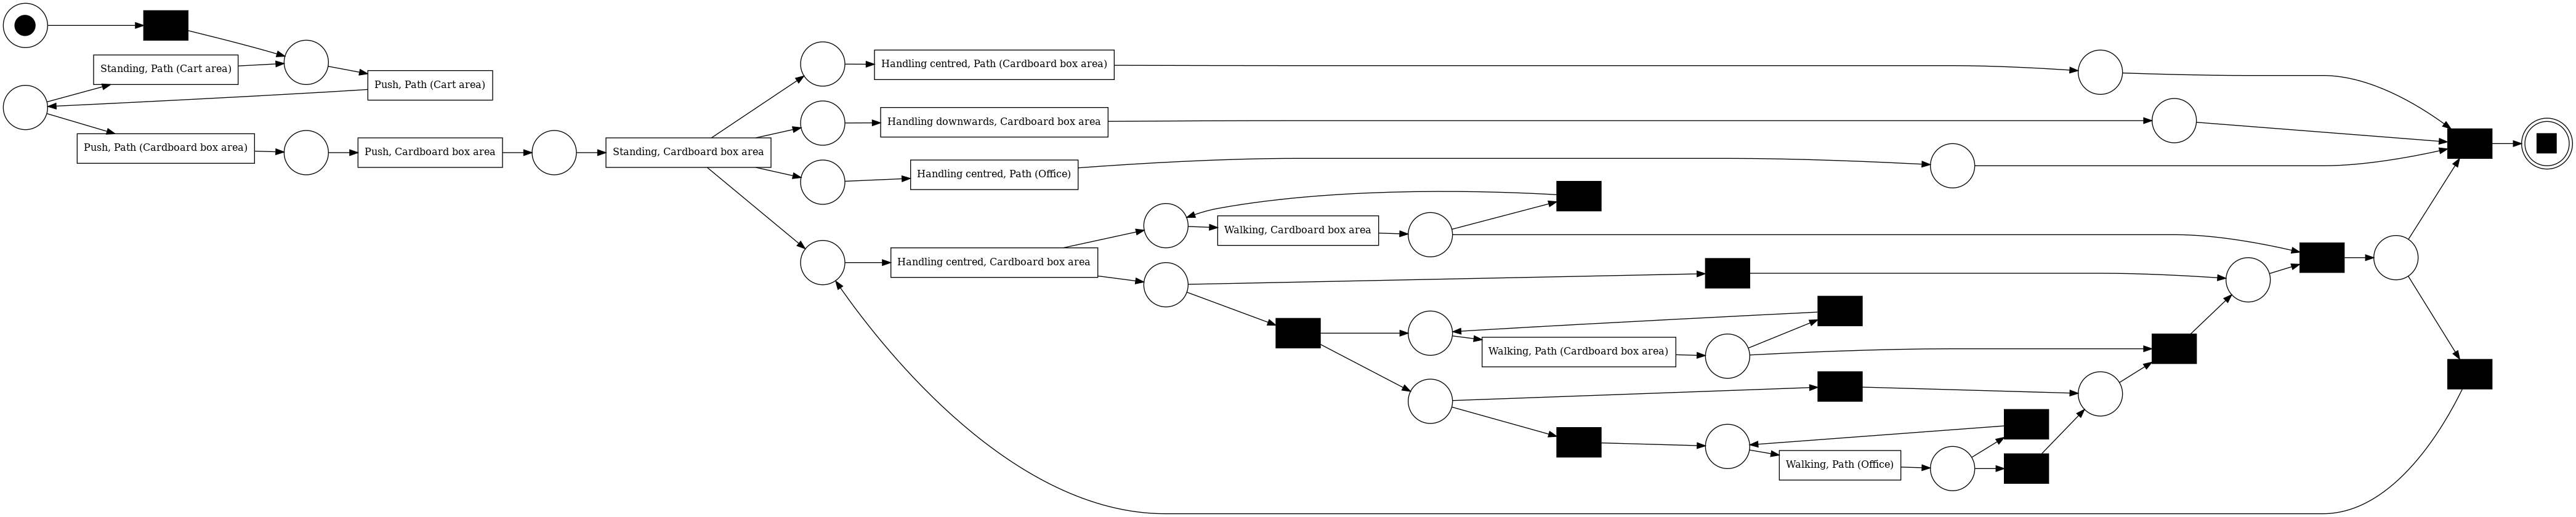 Standing, Path (Cart area)
Push, Path (Cart area)
Push, Path (Cardboard box area)
Push, Cardboard box area
Standing, Cardboard box area
Handling centred, Path (Cardboard box area)
Handling downwards, Cardboard box area
Handling centred, Path (Office)
Handling centred, Cardboard box area
Walking, Cardboard box area
Walking, Path (Cardboard box area)
Walking, Path (Office)